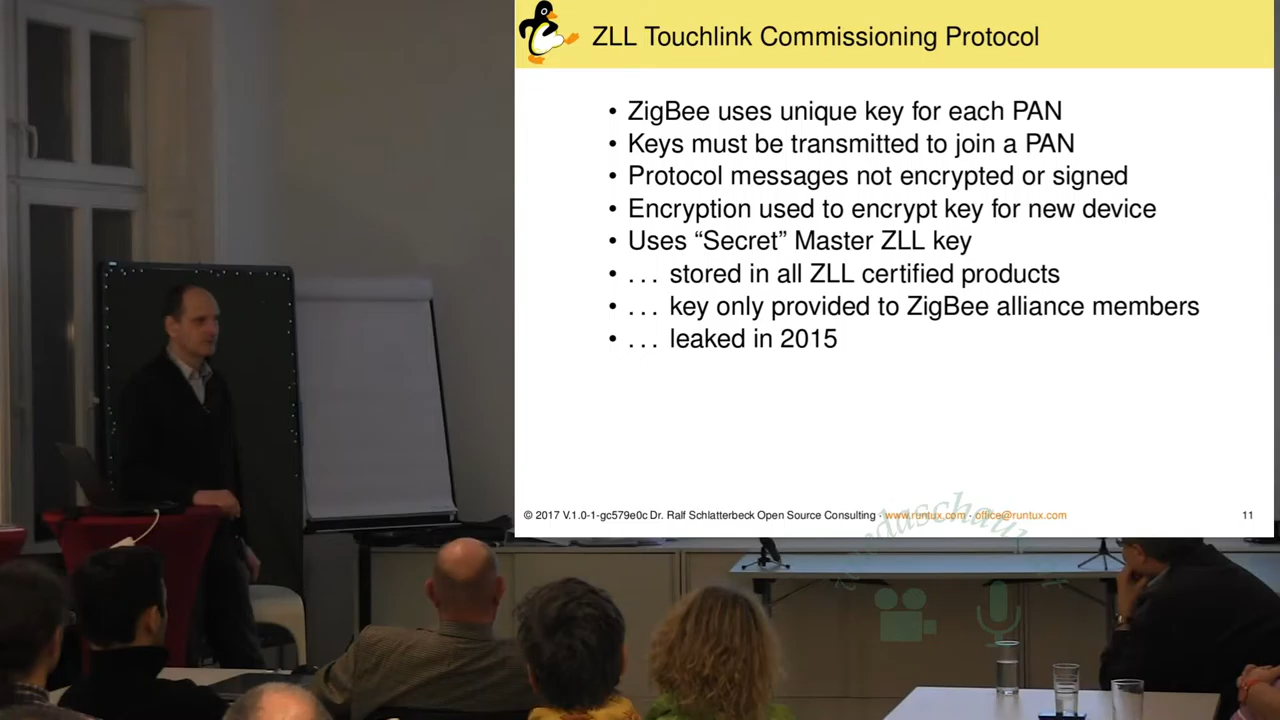 ZLL Touchlink Commissioning Protocol
• ZigBee uses unique key for each PAN
• Keys must be transmitted to join a PAN
• Protocol messages not encrypted or signed
• Encryption used to encrypt key for new device
• Uses “Secret” Master ZLL key
• ... stored in all ZLL certified products
• ... key only provided to ZigBee alliance members
• ... leaked in 2015
© 2017 V.1.0-1-gc579e0c Dr. Ralf Schlatterbeck Open Source Consulting · www.runtux.com · office@runtux.com
11